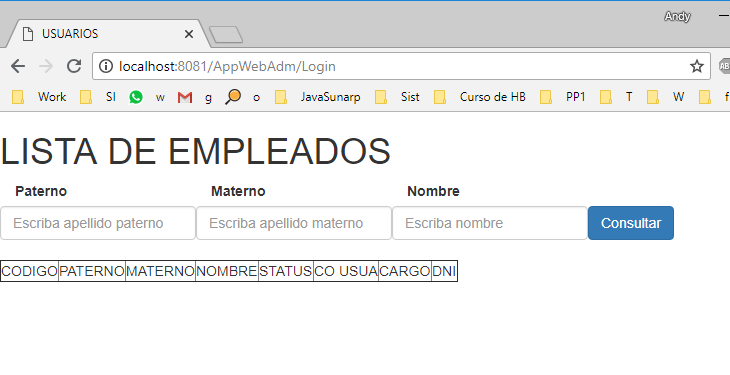 Andy
USUARIOS
localhost:8081/AppWebAdm/Login
Work SI w g o JavaSunarp Sist Curso de HB PP1 T W f
LISTA DE EMPLEADOS
Paterno Materno Nombre
Escriba apellido paterno Escriba apellido materno Escriba nombre Consultar
CODIGO PATERNO MATERNO NOMBRE STATUS CO USUA CARGO DNI